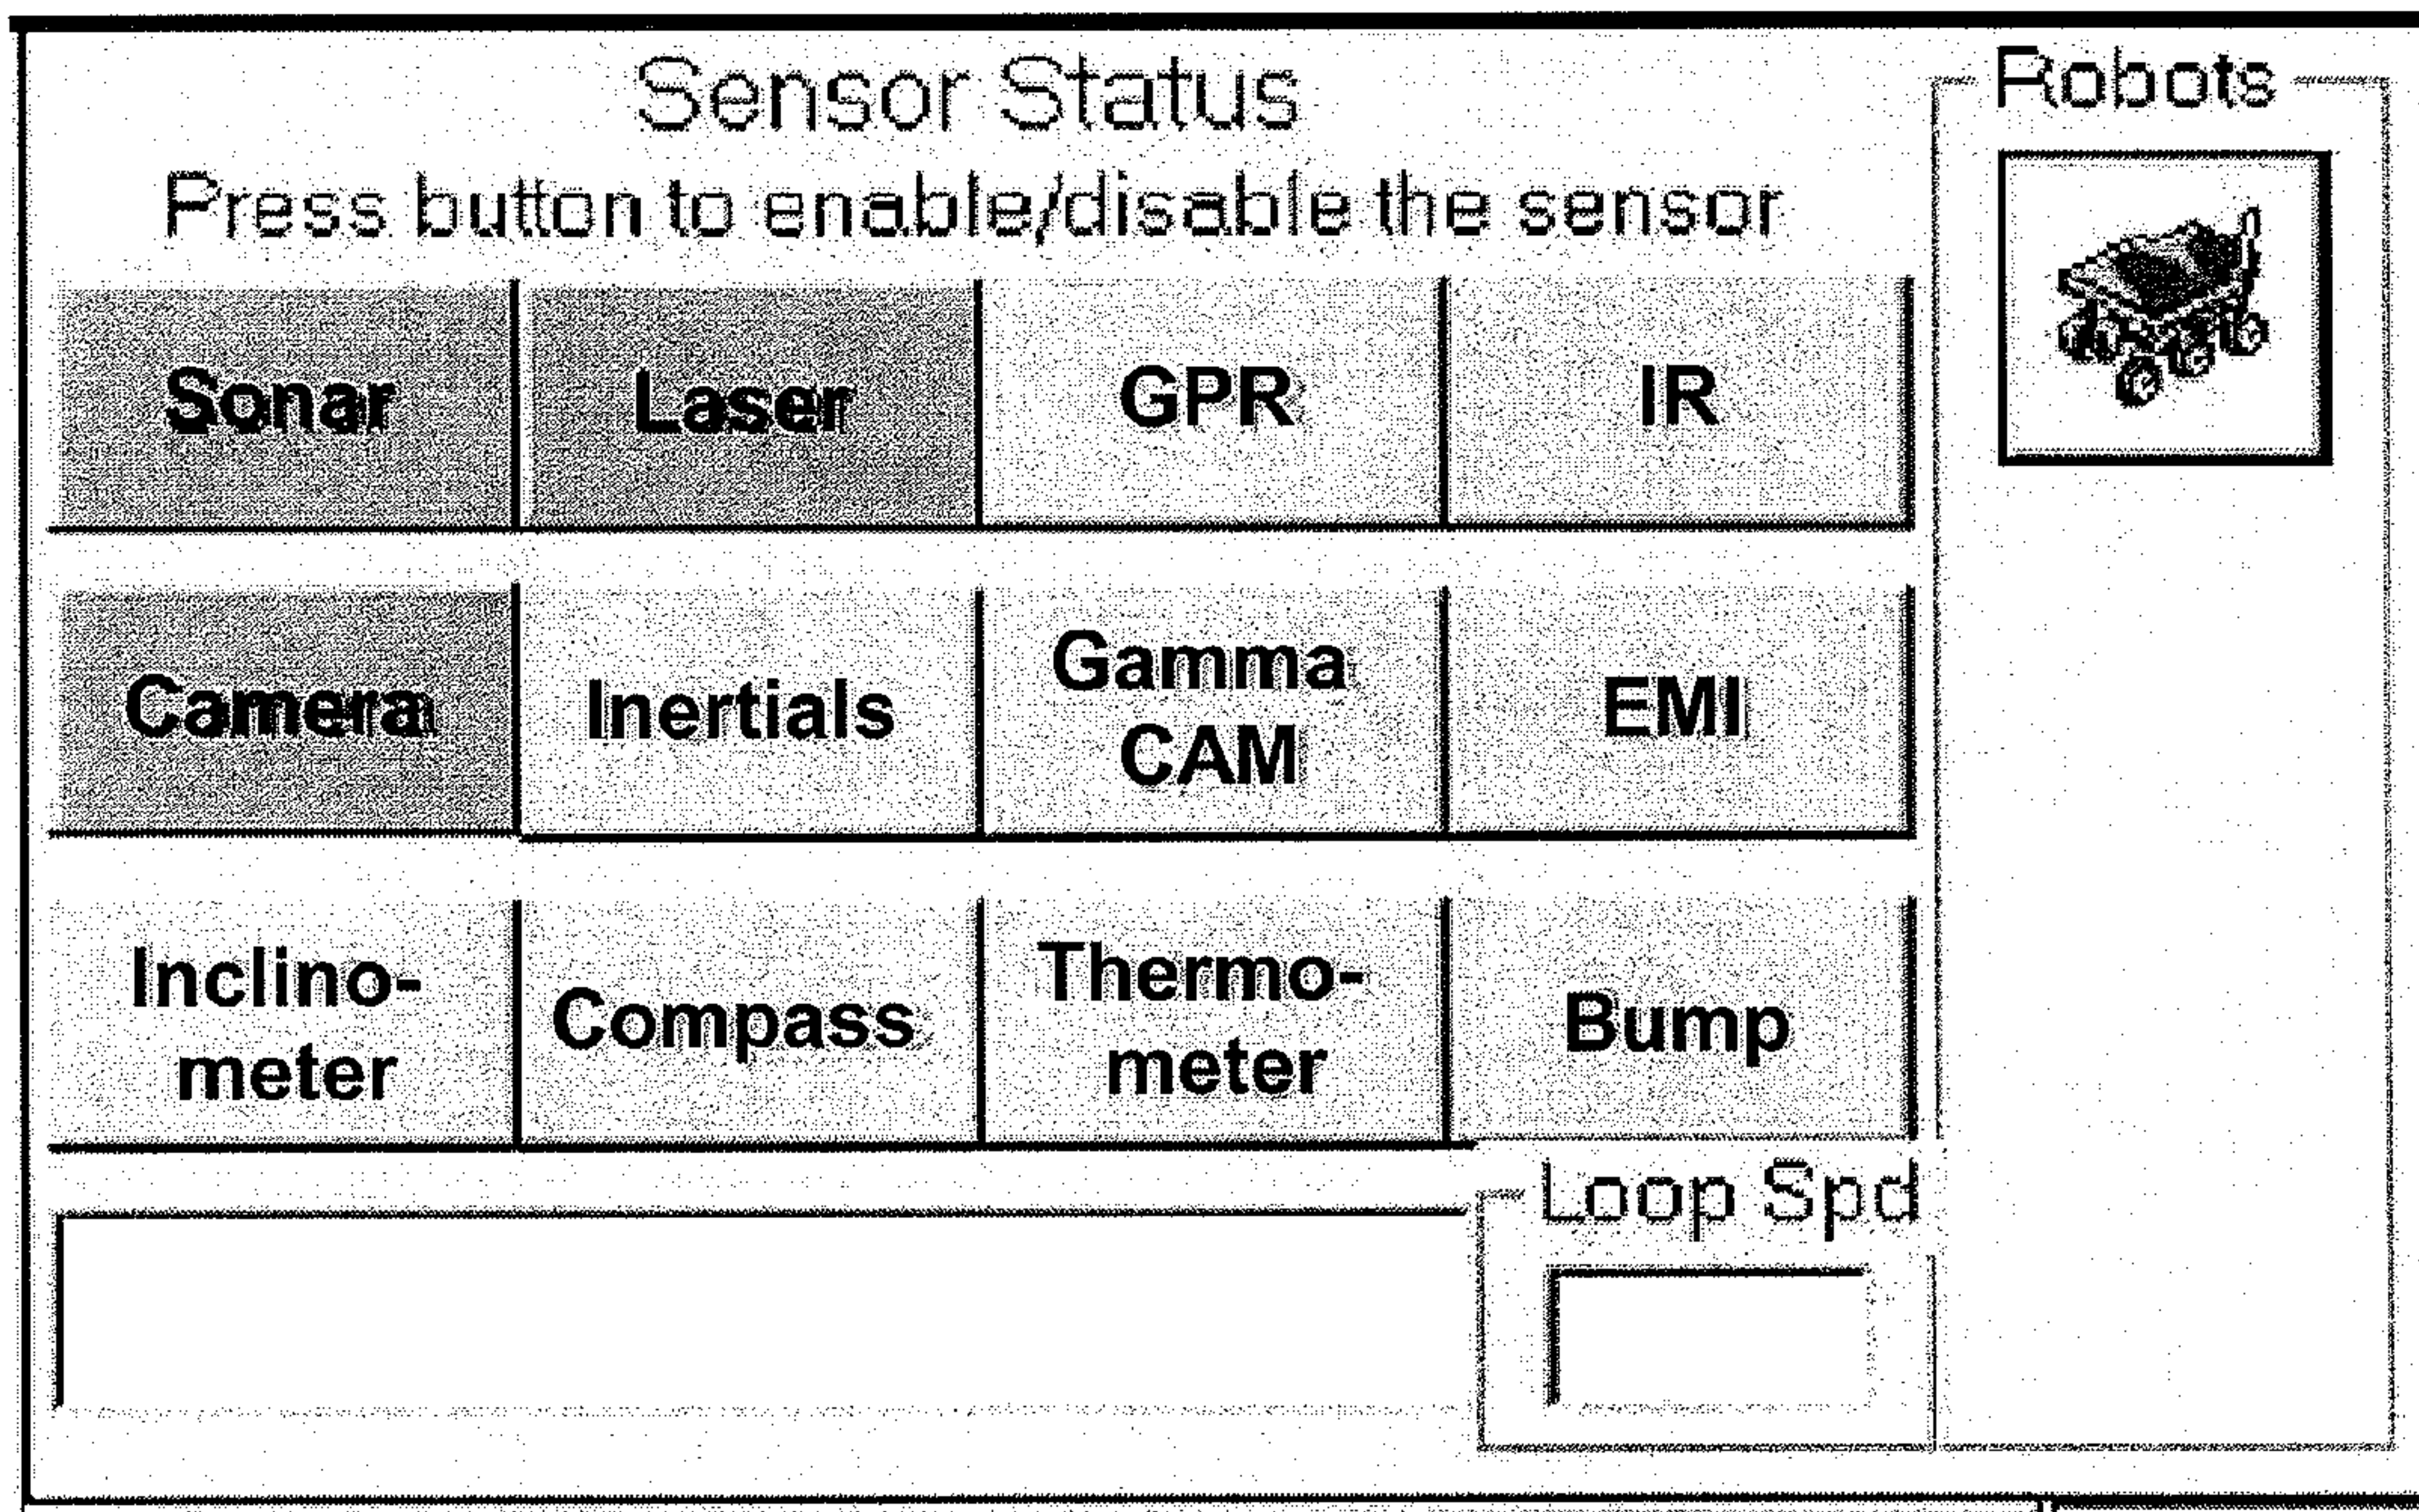 Sensor Status
Robots
Press button to enable/disable the sensor
Sonar
Laser
GPR
IR
Camera
Inertials
Gamma
CAM
EMI
Inclino-
meter
Compass
Thermo-
meter
Bump
Loop Spd